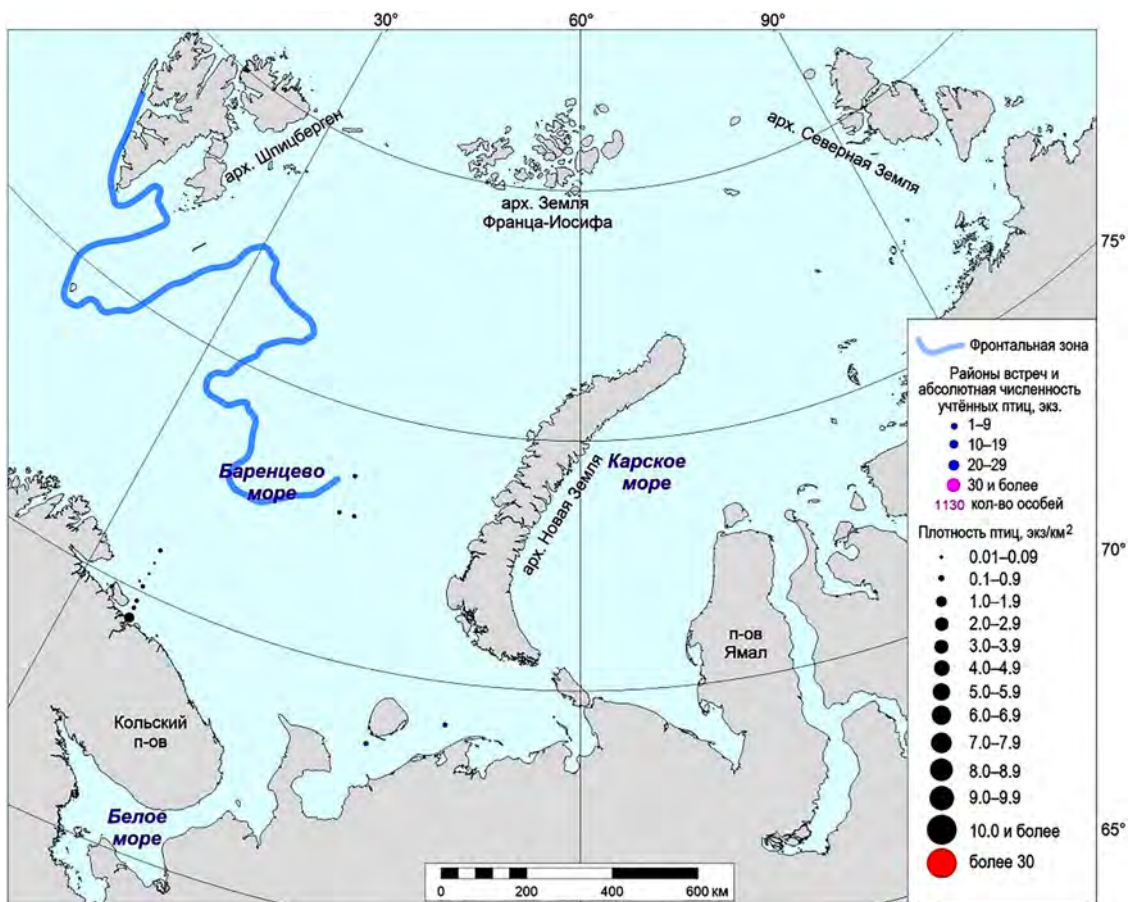 30°
60°
90°
арх. Шпицберген
арх. Северная Земля
арх. Земля
Франца-Иосифа
75°
Баренцево
море
арх. Новая Земля
Карское
море
70°
п-ов
Ямал
Кольский
п-ов
Белое
море
65°
0
200
400
600 км
Фронтальная зона
Районы встреч и
абсолютная численность
учтённых птиц, экз.
1–9
10–19
20–29
30 и более
1130 кол-во особей
Плотность птиц, экз/км²
0.01–0.09
0.1–0.9
1.0–1.9
2.0–2.9
3.0–3.9
4.0–4.9
5.0–5.9
6.0–6.9
7.0–7.9
8.0–8.9
9.0–9.9
10.0 и более
более 30